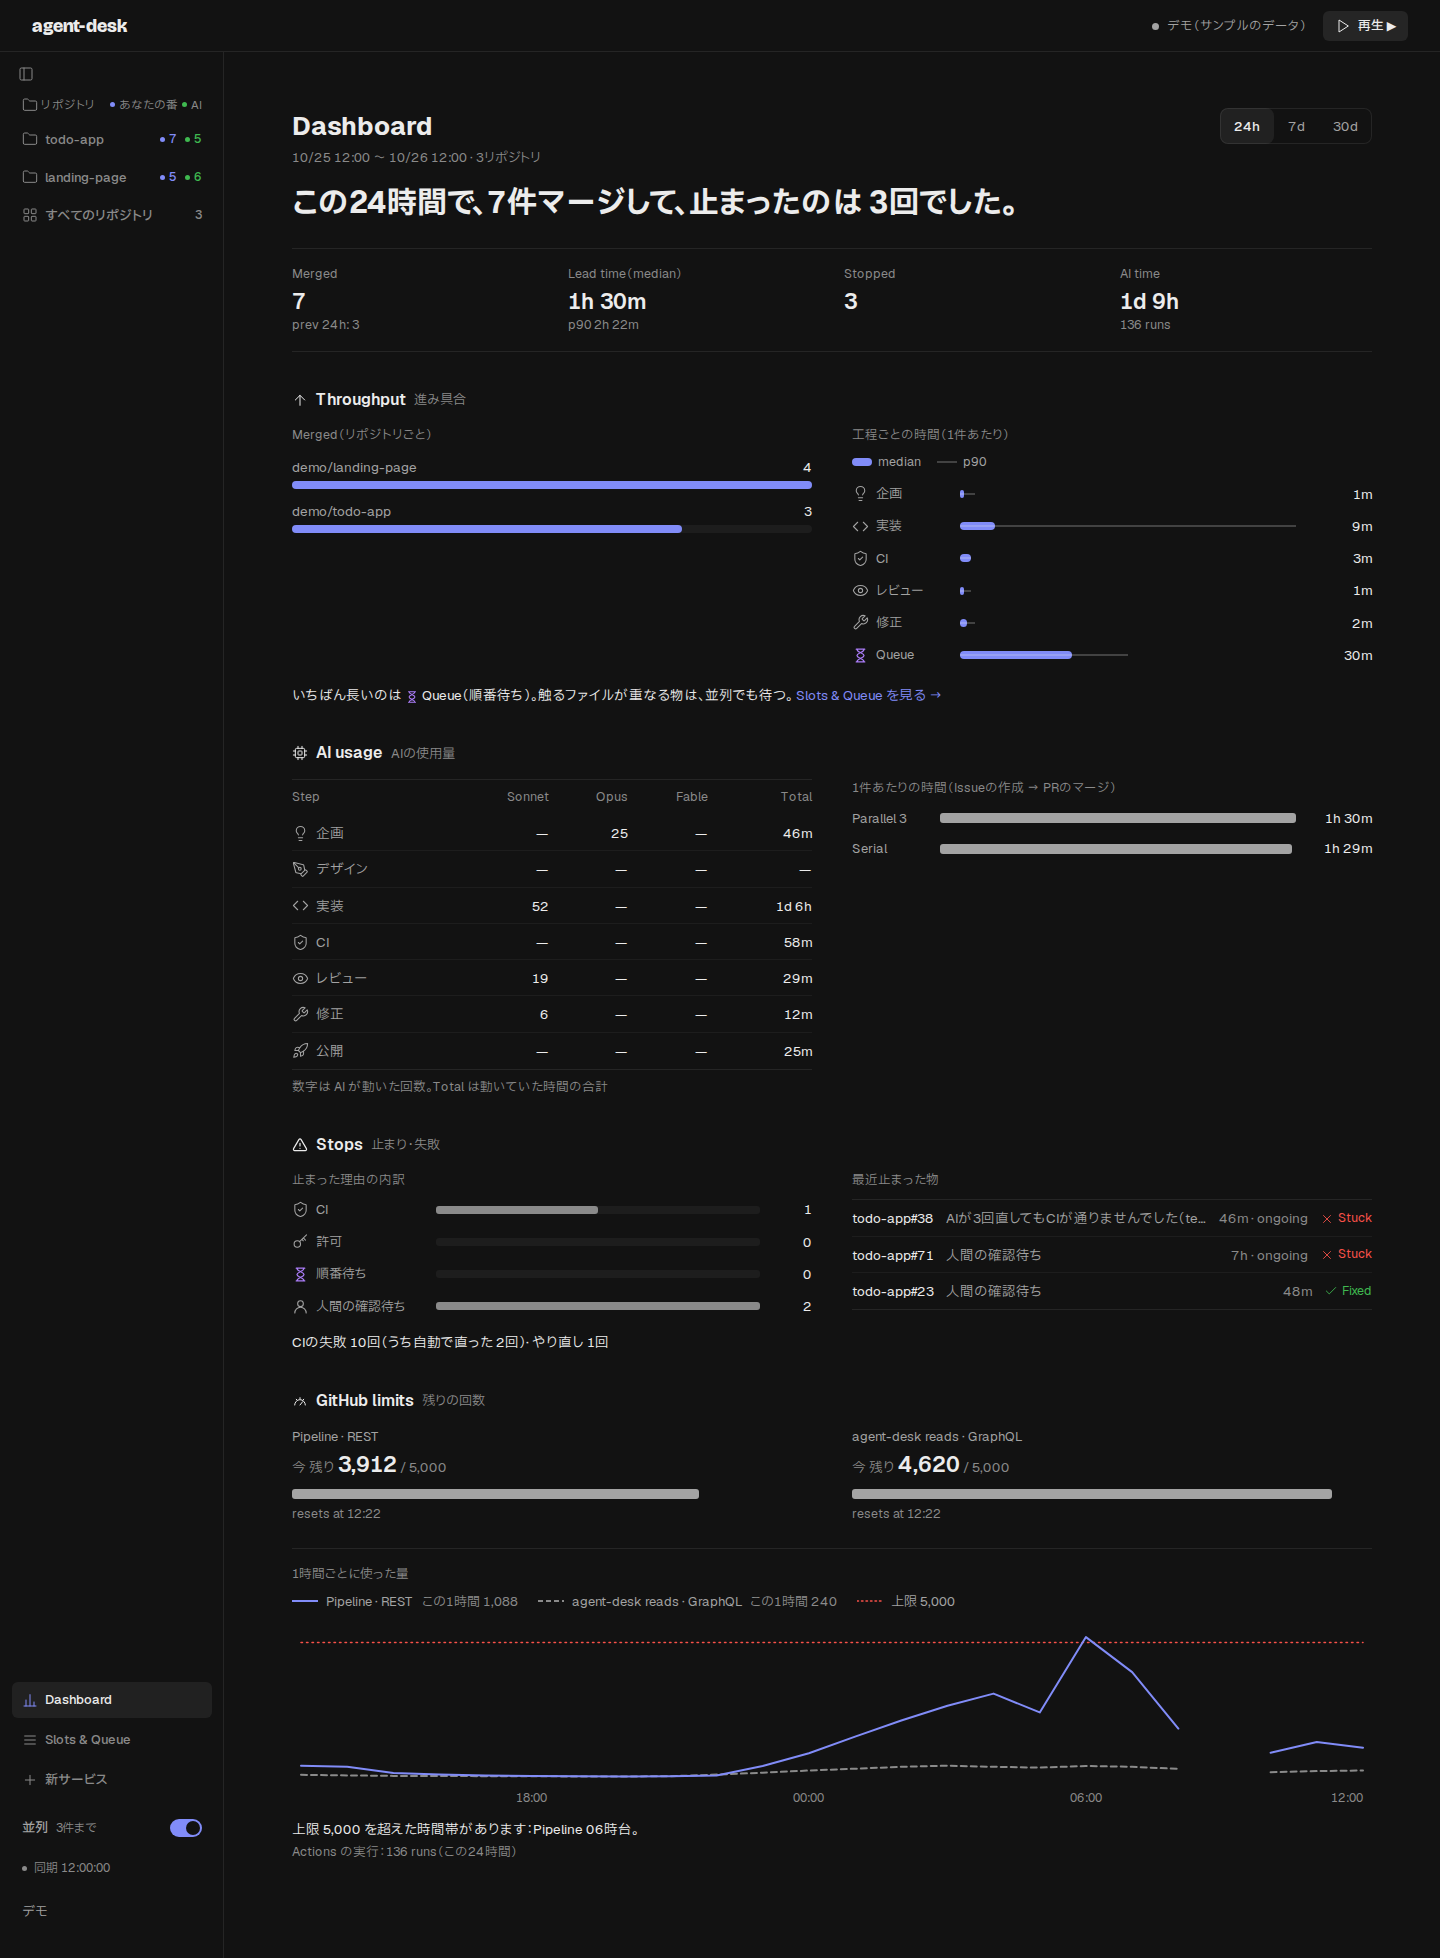 agent-desk
デモ（サンプルのデータ）
再生 ▶
リポジトリ あなたの番 AI
todo-app 7 5
landing-page 5 6
すべてのリポジトリ 3
Dashboard
24h 7d 30d
10/25 12:00 〜 10/26 12:00 · 3リポジトリ
この24時間で、7件マージして、止まったのは 3回でした。
Merged Lead time（median） Stopped AI time
7 1h 30m 3 1d 9h
prev 24h: 3 p90 2h 22m 136 runs
Throughput 進み具合
Merged（リポジトリごと）
demo/landing-page 4
demo/todo-app 3
工程ごとの時間（1件あたり）
median p90
企画 1m
実装 9m
CI 3m
レビュー 1m
修正 2m
Queue 30m
いちばん長いのは Queue（順番待ち）。触るファイルが重なる物は、並列でも待つ。Slots & Queue を見る →
AI usage AIの使用量
Step Sonnet Opus Fable Total
企画 — 25 — 46m
デザイン — — — —
実装 52 — — 1d 6h
CI — — — 58m
レビュー 19 — — 29m
修正 6 — — 12m
公開 — — — 25m
数字は AI が動いた回数。Total は動いていた時間の合計
1件あたりの時間（Issueの作成 → PRのマージ）
Parallel 3 1h 30m
Serial 1h 29m
Stops 止まり・失敗
止まった理由の内訳
CI 1
許可 0
順番待ち 0
人間の確認待ち 2
CIの失敗 10回（うち自動で直った 2回）· やり直し 1回
最近止まった物
todo-app#38 AIが3回直してもCIが通りませんでした（te… 46m · ongoing Stuck
todo-app#71 人間の確認待ち 7h · ongoing Stuck
todo-app#23 人間の確認待ち 48m Fixed
GitHub limits 残りの回数
Pipeline · REST
今 残り 3,912 / 5,000
resets at 12:22
agent-desk reads · GraphQL
今 残り 4,620 / 5,000
resets at 12:22
1時間ごとに使った量
Pipeline · REST この1時間 1,088 agent-desk reads · GraphQL この1時間 240 上限 5,000
18:00 00:00 06:00 12:00
上限 5,000 を超えた時間帯があります：Pipeline 06時台。
Actions の実行：136 runs（この24時間）
Dashboard
Slots & Queue
新サービス
並列 3件まで
同期 12:00:00
デモ